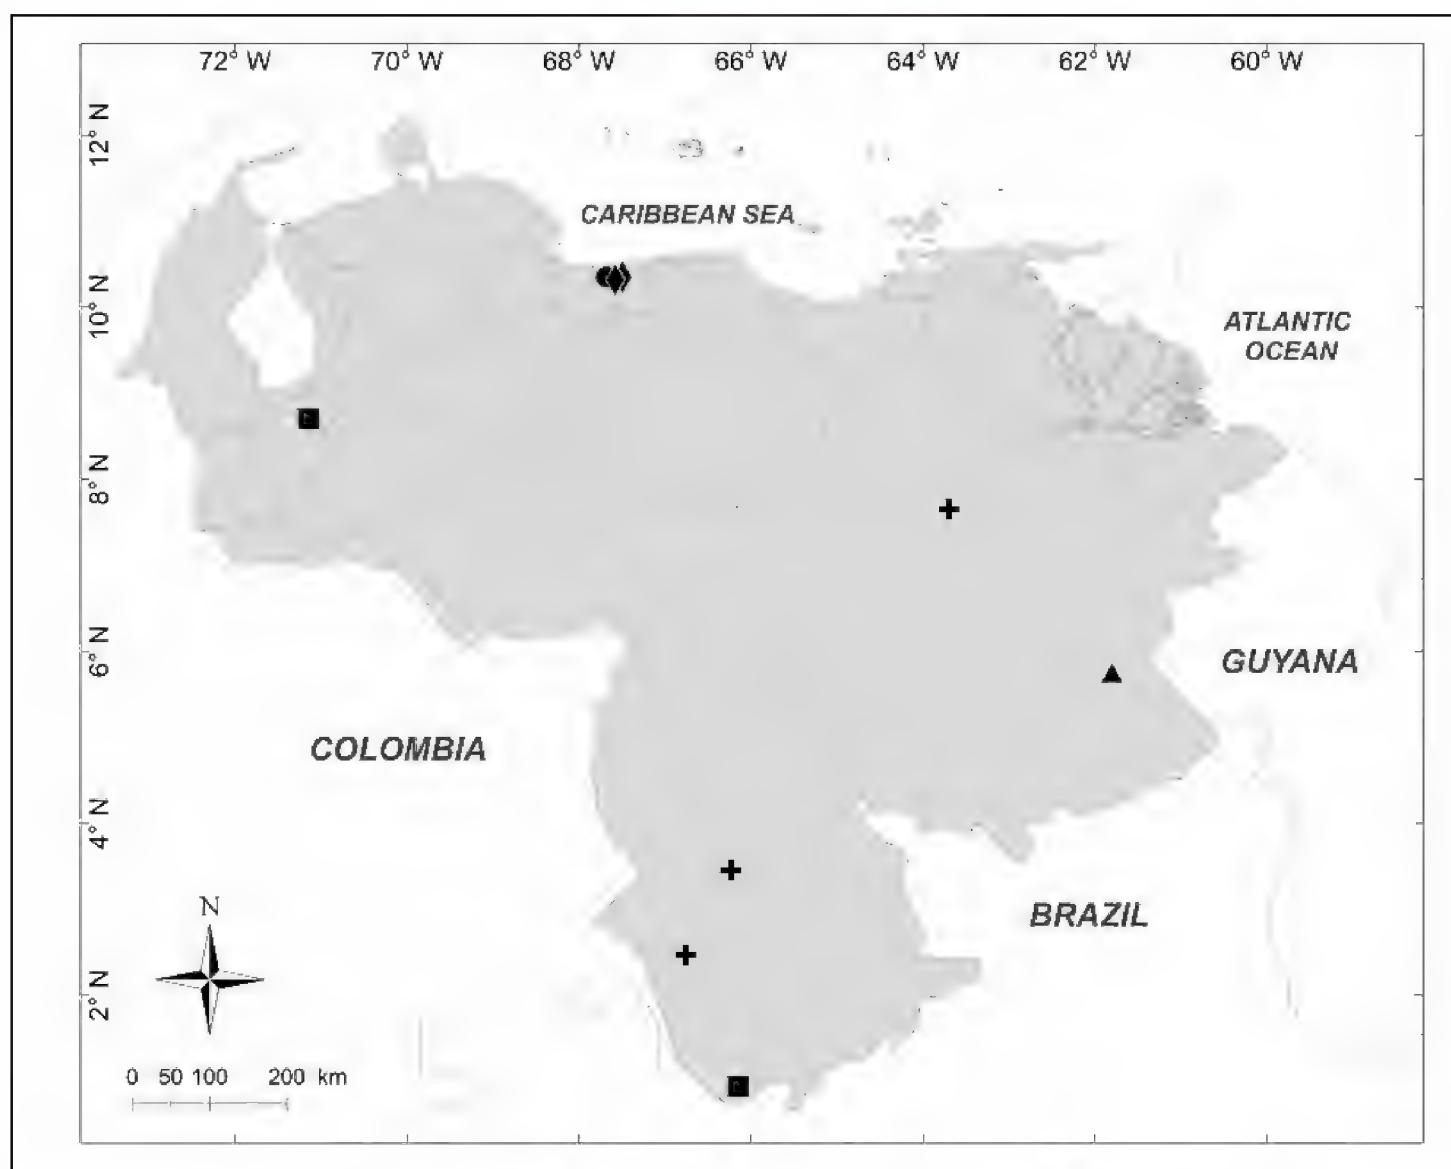 72° W 70° W 68° W 66° W 64° W 62° W 60° W
12° N
CARIBBEAN SEA
10° N
ATLANTIC
OCEAN
8° N
6° N
GUYANA
COLOMBIA
4° N
BRAZIL
N
2° N
0 50 100 200 km